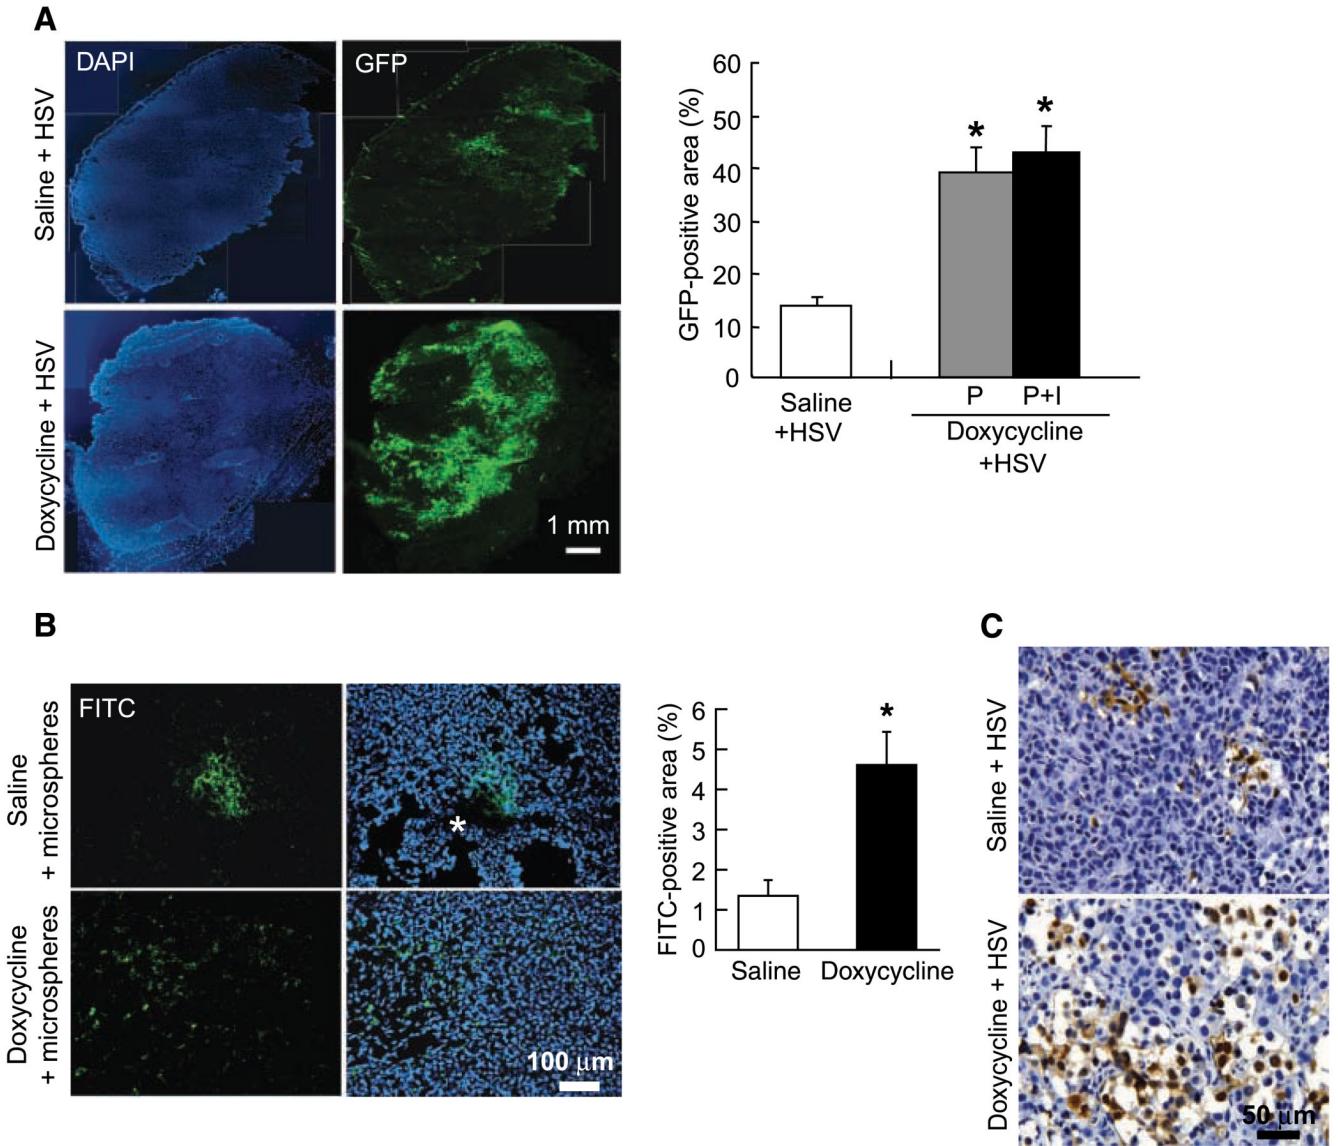 A
DAPI
GFP
Saline + HSV
Doxycycline + HSV
1 mm
GFP-positive area (%)
60
50
40
30
20
10
0
*
*
P
P+I
Saline
+HSV
Doxycycline
+HSV
B
FITC
Saline
+ microspheres
*
Doxycycline
+ microspheres
100 μm
FITC-positive area (%)
6
5
4
3
2
1
0
*
Saline
Doxycycline
C
Saline + HSV
Doxycycline + HSV
50 μm